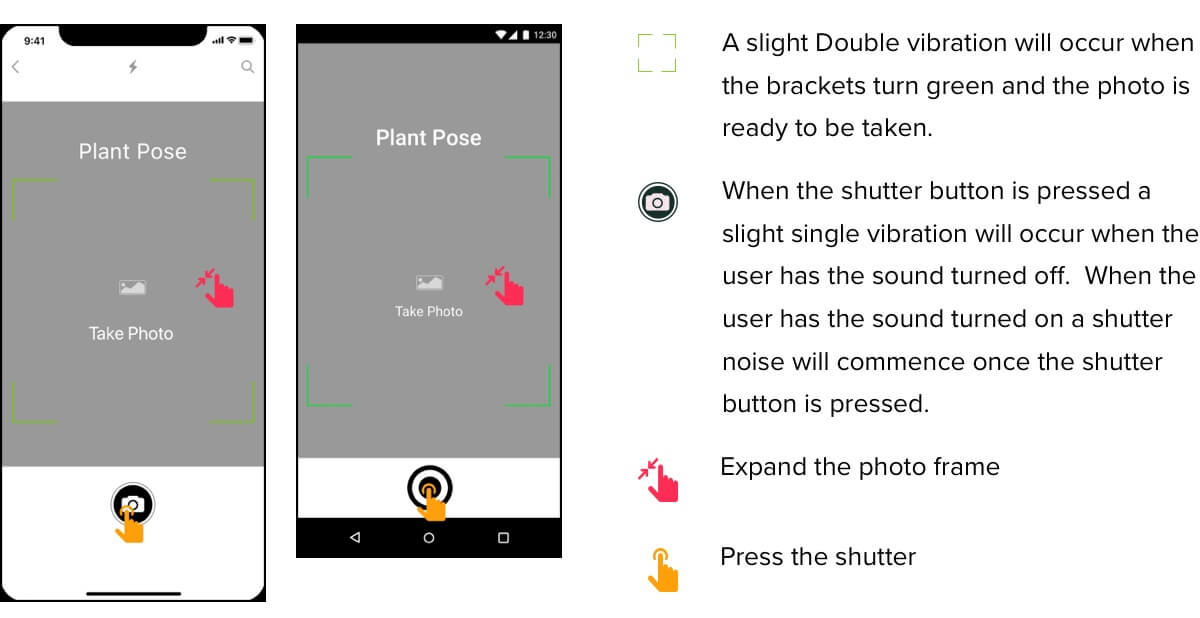 9:41
Plant Pose
Take Photo
12:30
Plant Pose
Take Photo
A slight Double vibration will occur when
the brackets turn green and the photo is
ready to be taken.
When the shutter button is pressed a
slight single vibration will occur when the
user has the sound turned off.  When the
user has the sound turned on a shutter
noise will commence once the shutter
button is pressed.
Expand the photo frame
Press the shutter